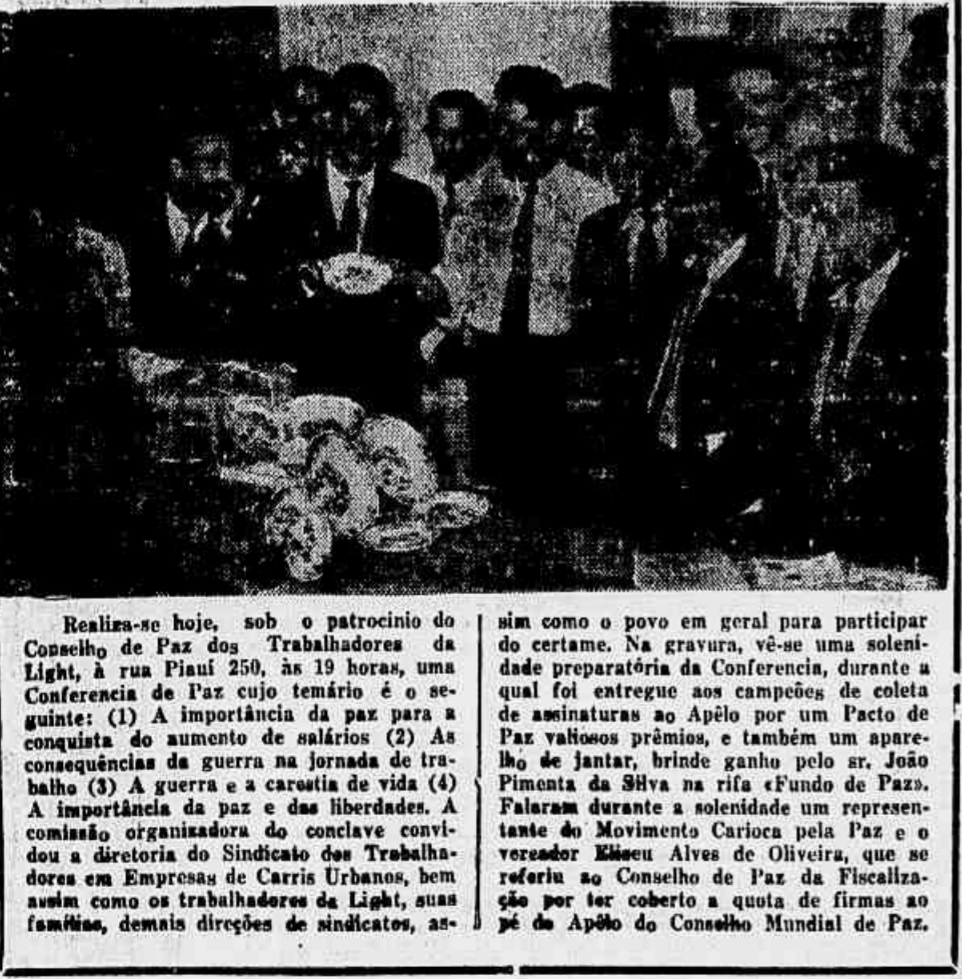 Realiza-se hoje, sob o patrocinio do
Conselho de Paz dos Trabalhadores da
Light, à rua Piauí 250, às 19 horas, uma
Conferencia de Paz cujo temário é o se-
guinte: (1) A importância da paz para a
conquista do aumento de salários (2) As
consequências da guerra na jornada de tra-
balho (3) A guerra e a carestia de vida (4)
A importância da paz e das liberdades. A
comissão organizadora do conclave convi-
dou a diretoria do Sindicato dos Trabalha-
dores em Empresas de Carris Urbanos, bem
assim como os trabalhadores da Light, suas
famílias, demais direções de sindicatos, as-
sim como o povo em geral para participar
do certame. Na gravura, vê-se uma soleni-
dade preparatória da Conferencia, durante a
qual foi entregue aos campeões de coleta
de assinaturas ao Apêlo por um Pacto de
Paz valiosos prêmios, e também um apare-
lho de jantar, brinde ganho pelo sr. João
Pimenta da Silva na rifa «Fundo de Paz».
Falaram durante a solenidade um represen-
tante do Movimento Carioca pela Paz e o
vereador Eliseu Alves de Oliveira, que se
referiu ao Conselho de Paz da Fiscaliza-
ção por ter coberto a quota de firmas ao
pé do Apêlo do Conselho Mundial de Paz.